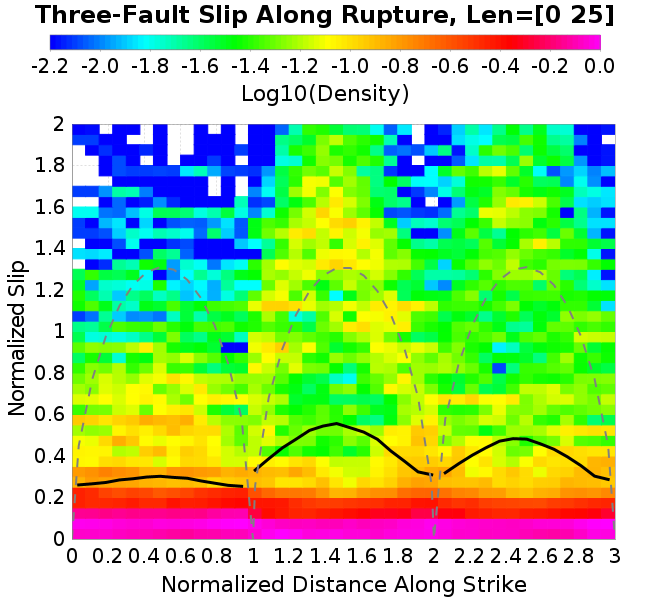 Three-Fault Slip Along Rupture, Len=[0 25]
-2.2 -2.0 -1.8 -1.6 -1.4 -1.2 -1.0 -0.8 -0.6 -0.4 -0.2 0.0
Log10(Density)
2
1.8
1.6
1.4
1.2
1
0.8
0.6
0.4
0.2
0
Normalized Slip
0 0.2 0.4 0.6 0.8 1 1.2 1.4 1.6 1.8 2 2.2 2.4 2.6 2.8 3
Normalized Distance Along Strike